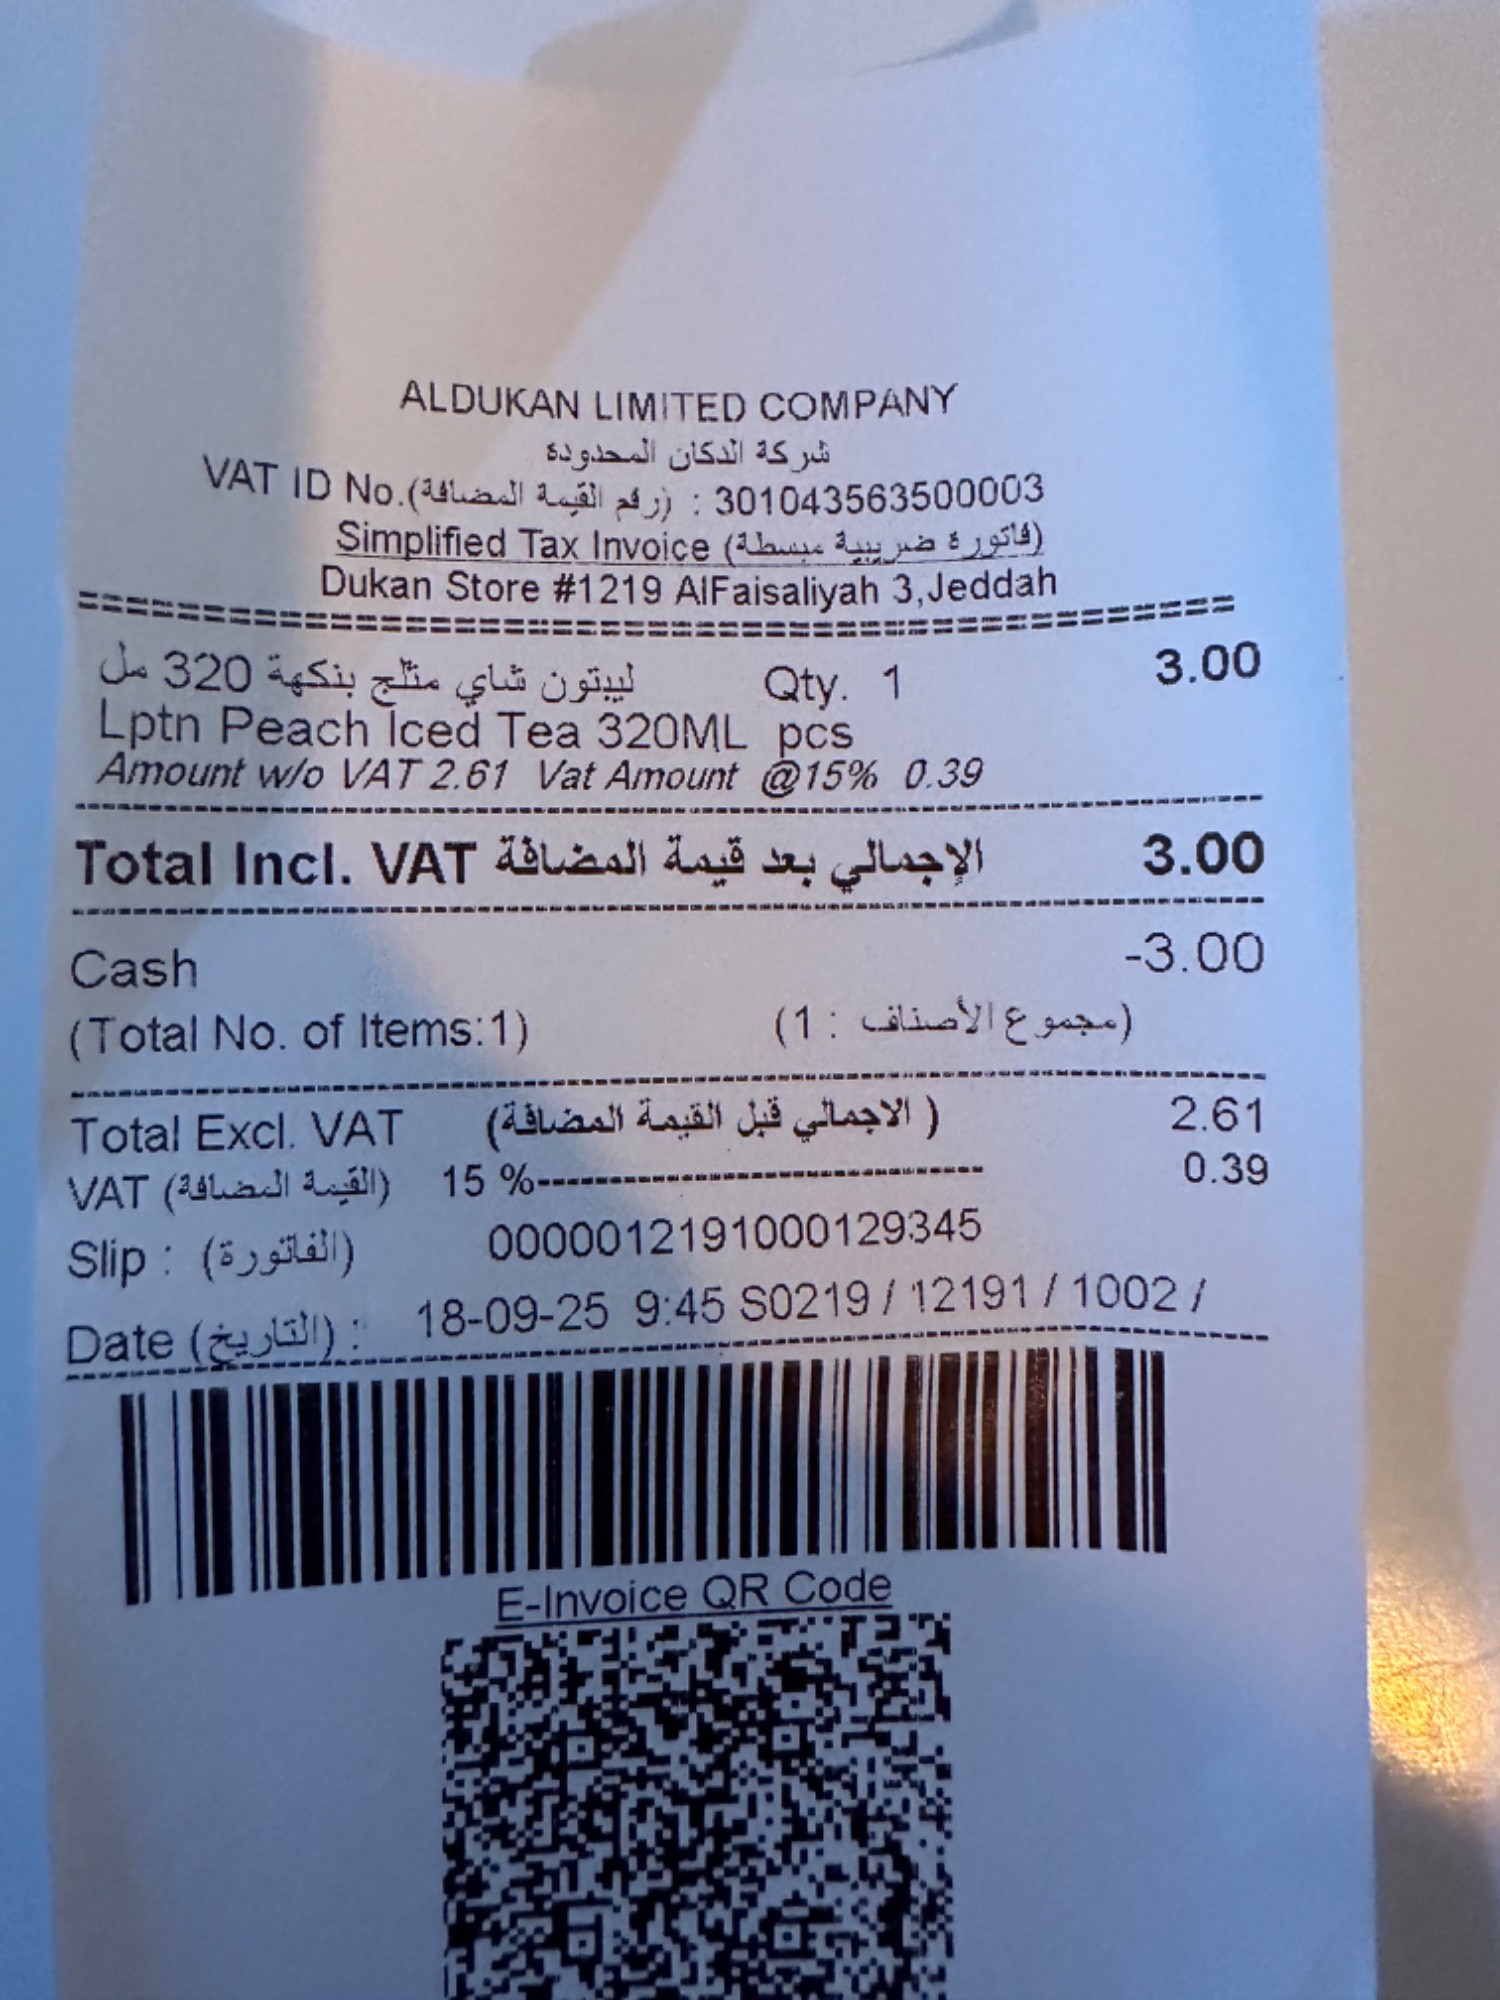 ALDUKAN LIMITED COMPANY
شركة الدكان المحدودة
VAT ID No.(رقم القيمة المضافة) : 301043563500003
Simplified Tax Invoice (فاتورة ضريبية مبسطة)
Dukan Store #1219 AlFaisaliyah 3,Jeddah
ليبتون شاي مثلج بنكهة 320 مل Qty. 1 3.00
Lptn Peach Iced Tea 320ML pcs
Amount w/o VAT 2.61 Vat Amount @15% 0.39
Total Incl. VAT الإجمالي بعد قيمة المضافة 3.00
Cash -3.00
(Total No. of Items:1) (مجموع الأصناف : 1)
Total Excl. VAT (الاجمالي قبل القيمة المضافة ) 2.61
VAT (القيمة المضافة) 15 %------------------------------ 0.39
Slip : (الفاتورة) 0000012191000129345
Date (التاريخ) : 18-09-25 9:45 S0219 / 12191 / 1002 /
E-Invoice QR Code